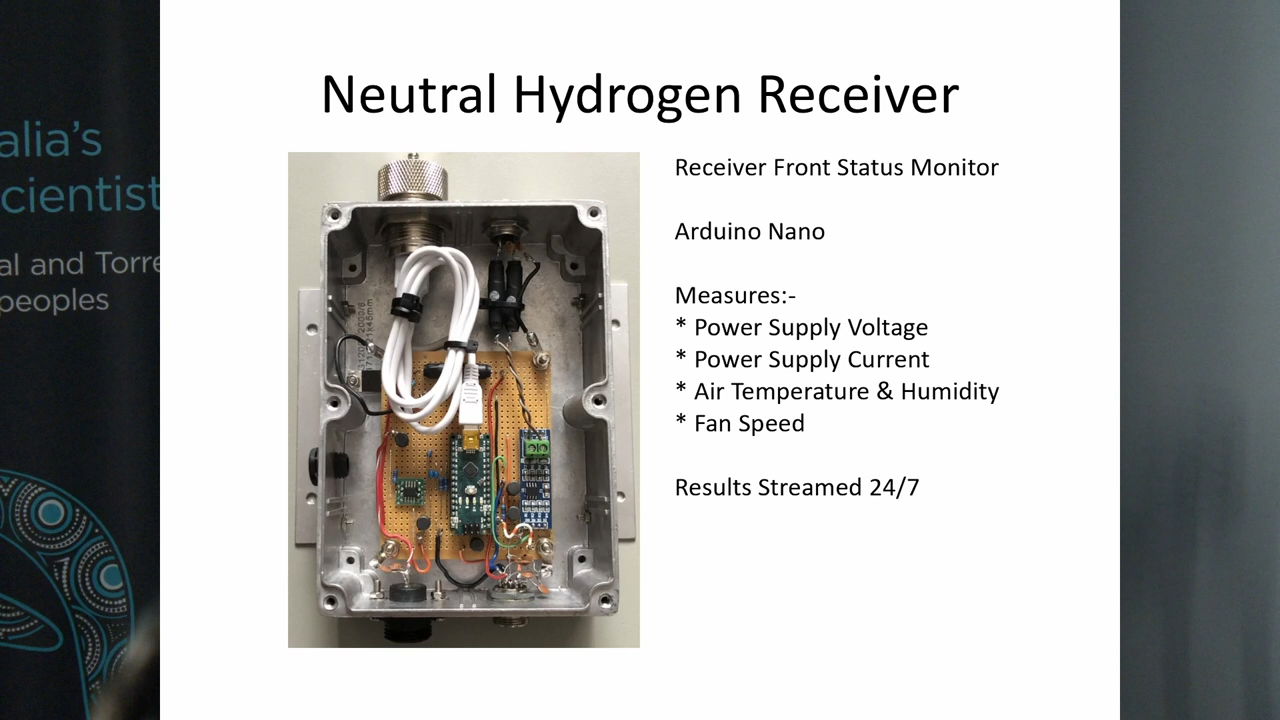 Neutral Hydrogen Receiver
Receiver Front Status Monitor
Arduino Nano
Measures:-
* Power Supply Voltage
* Power Supply Current
* Air Temperature & Humidity
* Fan Speed
Results Streamed 24/7
alia's
cientist
al and Torre
peoples